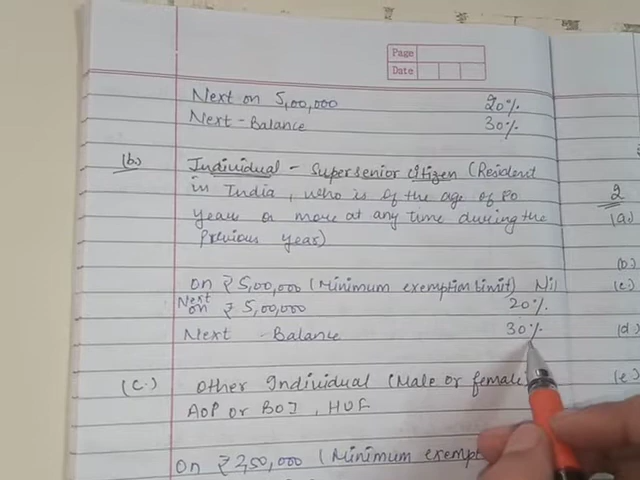 Page
Date
Next on 5,00,000 20%
Next - Balance 30%
(b) Individual - Supersenior citizen (Resident
in India, who is of the age of 80
years or more at any time during the
previous year)
On ₹5,00,000 (Minimum exemption Limit) Nil
Next on ₹ 5,00,000 20%.
Next - Balance 30%
(c.) Other Individual (Male or female)
AOP or BOI, HUF
On ₹ 2,50,000 (Minimum exempt
2
(a)
(b)
(c)
(d)
(e)